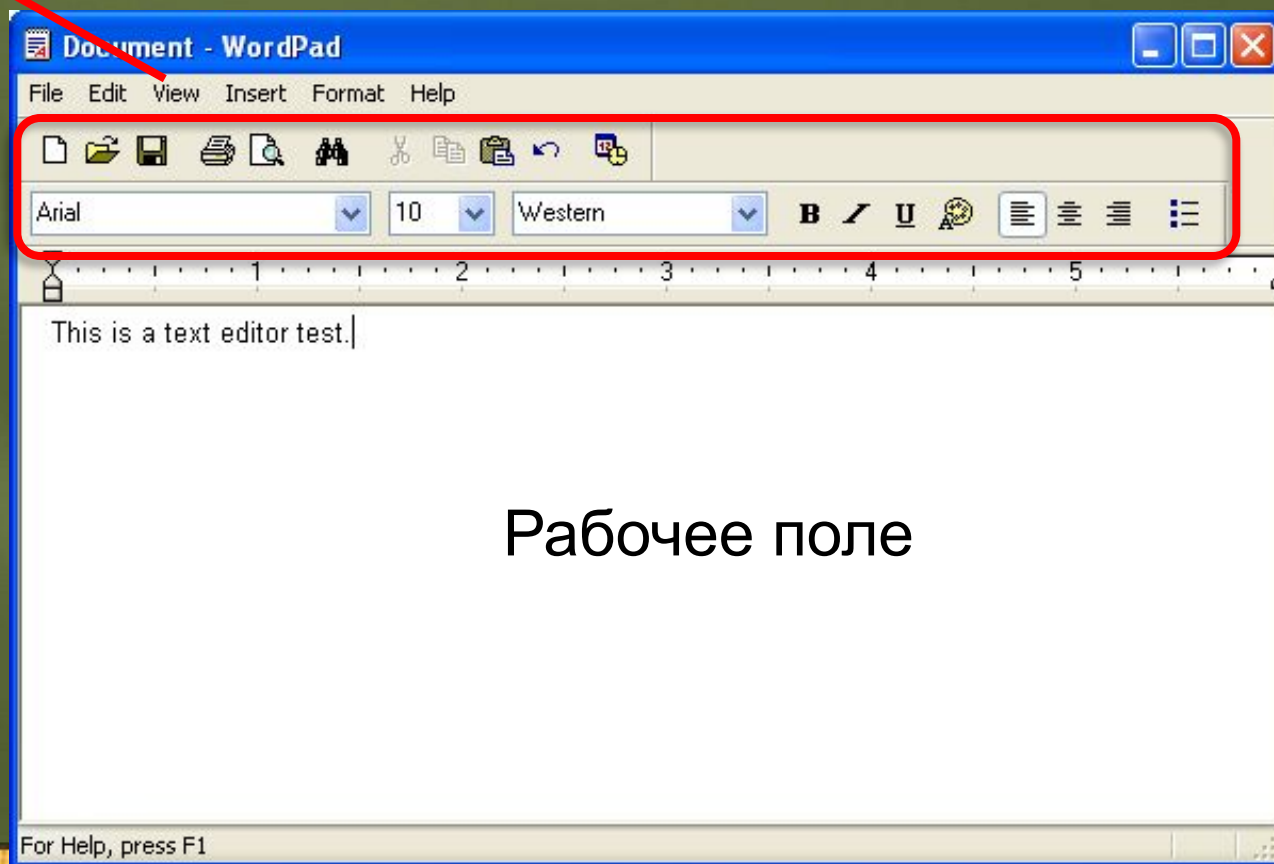 Document - WordPad
File Edit View Insert Format Help
Arial 10 Western B / U A
1 2 3 4 5
This is a text editor test.
Рабочее поле
For Help, press F1